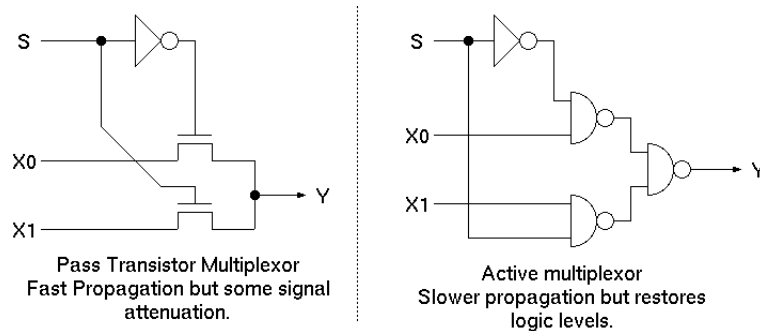 S
X0
X1
Y
Pass Transistor Multiplexor
Fast Propagation but some signal
attenuation.
S
X0
X1
Y
Active multiplexor
Slower propagation but restores
logic levels.